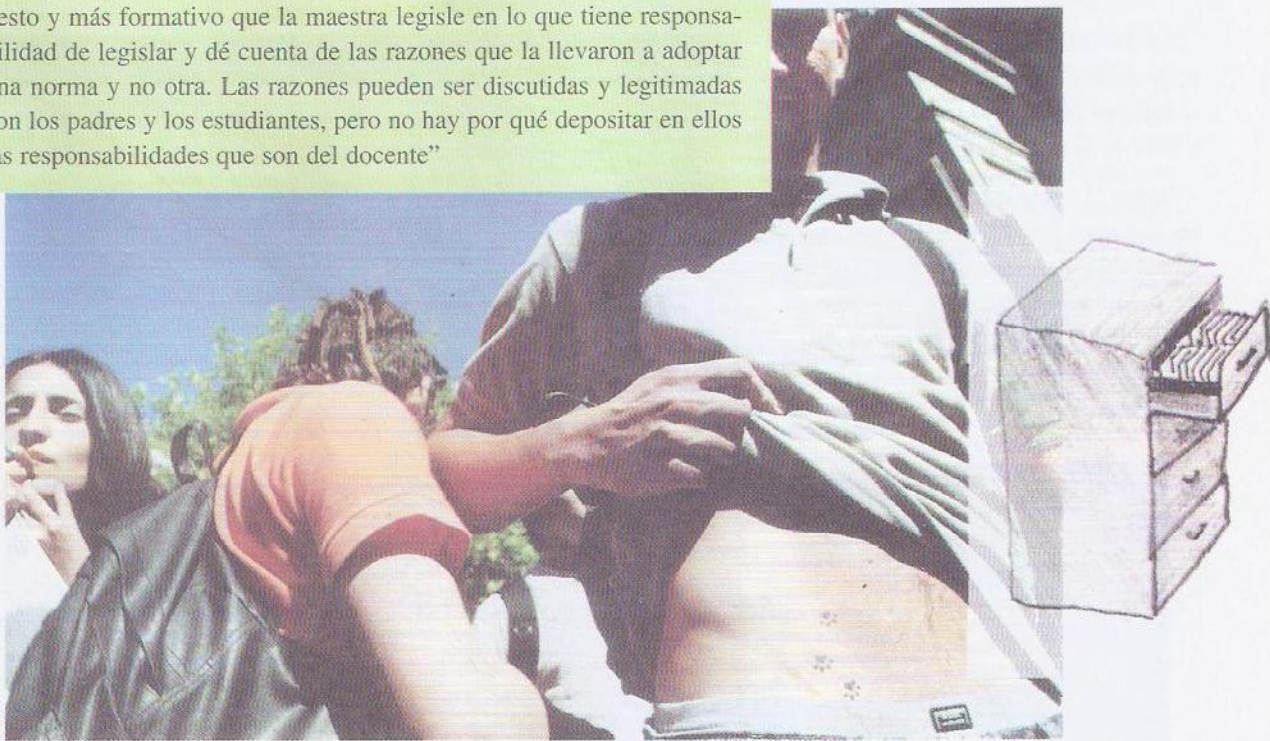 esto y más formativo que la maestra legisle en lo que tiene responsa-
ilidad de legislar y dé cuenta de las razones que la llevaron a adoptar
na norma y no otra. Las razones pueden ser discutidas y legitimadas
on los padres y los estudiantes, pero no hay por qué depositar en ellos
as responsabilidades que son del docente”